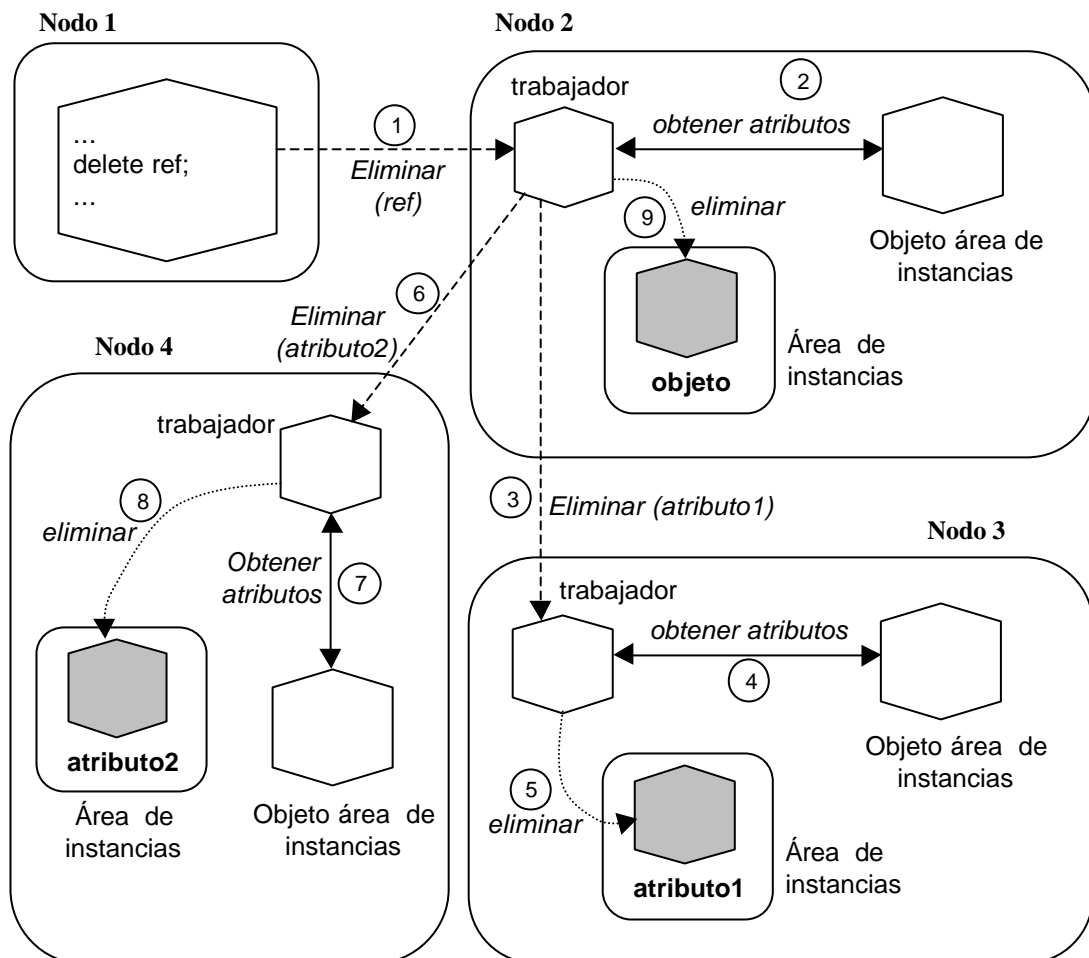 Nodo 1
...
delete ref;
...
1
Eliminar
(ref)
Nodo 2
trabajador
2
obtener atributos
9
eliminar
Objeto área de
instancias
objeto
Área de
instancias
6
Eliminar
(atributo2)
3
Eliminar (atributo1)
Nodo 4
trabajador
8
eliminar
Obtener
atributos
7
atributo2
Área de
instancias
Objeto área de
instancias
Nodo 3
trabajador
obtener atributos
4
Objeto área de
instancias
5
eliminar
atributo1
Área de
instancias